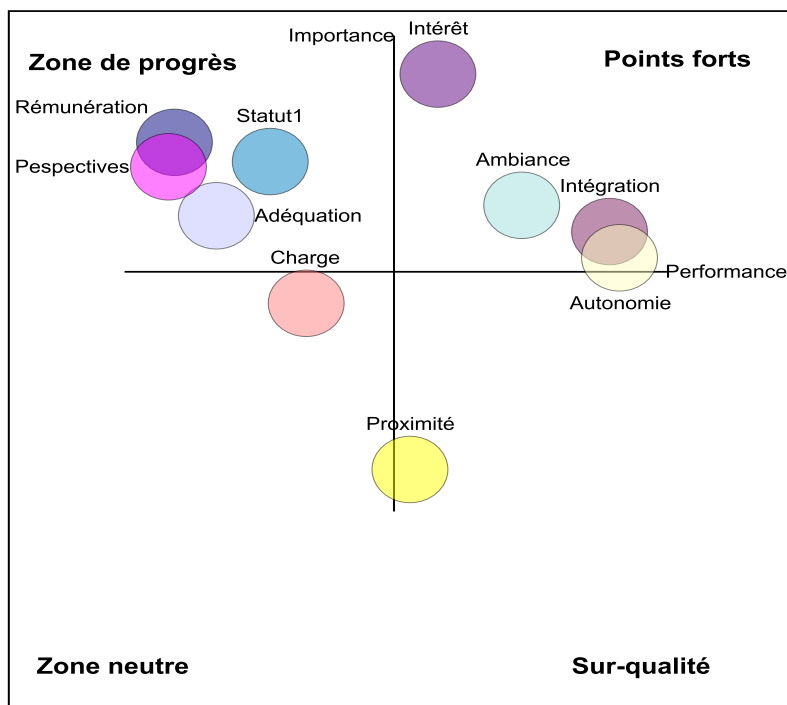 Intérêt
Importance
Zone de progrès
Points forts
Rémunération
Statut1
Pespectives
Ambiance
Intégration
Adéquation
Charge
Performance
Autonomie
Proximité
Zone neutre
Sur-qualité